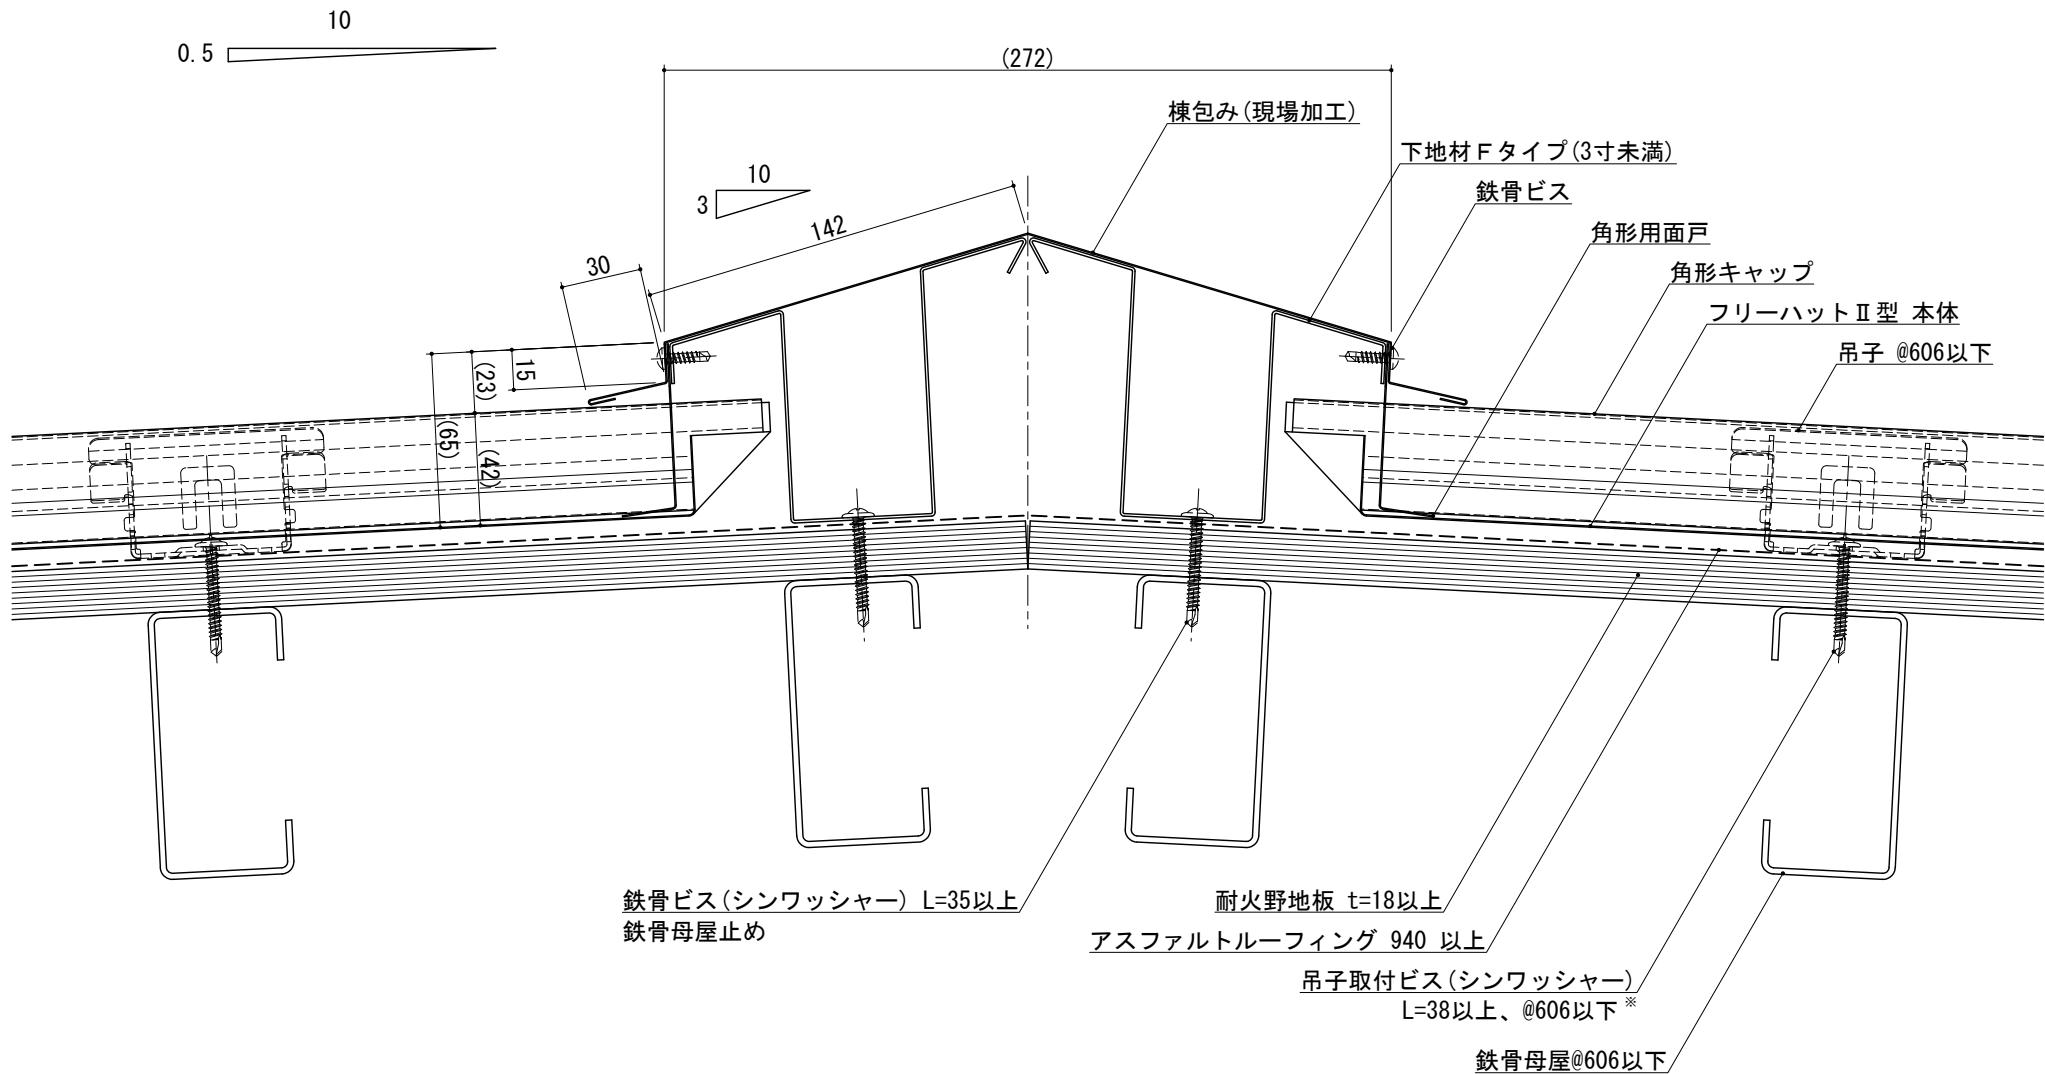 10
0.5
(272)
棟包み(現場加工)
下地材Ｆタイプ(3寸未満)
10
3
鉄骨ビス
142
角形用面戸
30
角形キャップ
フリーハットⅡ型 本体
吊子 @606以下
15
(23)
(65)
(42)
鉄骨ビス(シンワッシャー) L=35以上
鉄骨母屋止め
耐火野地板 t=18以上
アスファルトルーフィング 940 以上
吊子取付ビス(シンワッシャー)
L=38以上、@606以下※
鉄骨母屋@606以下